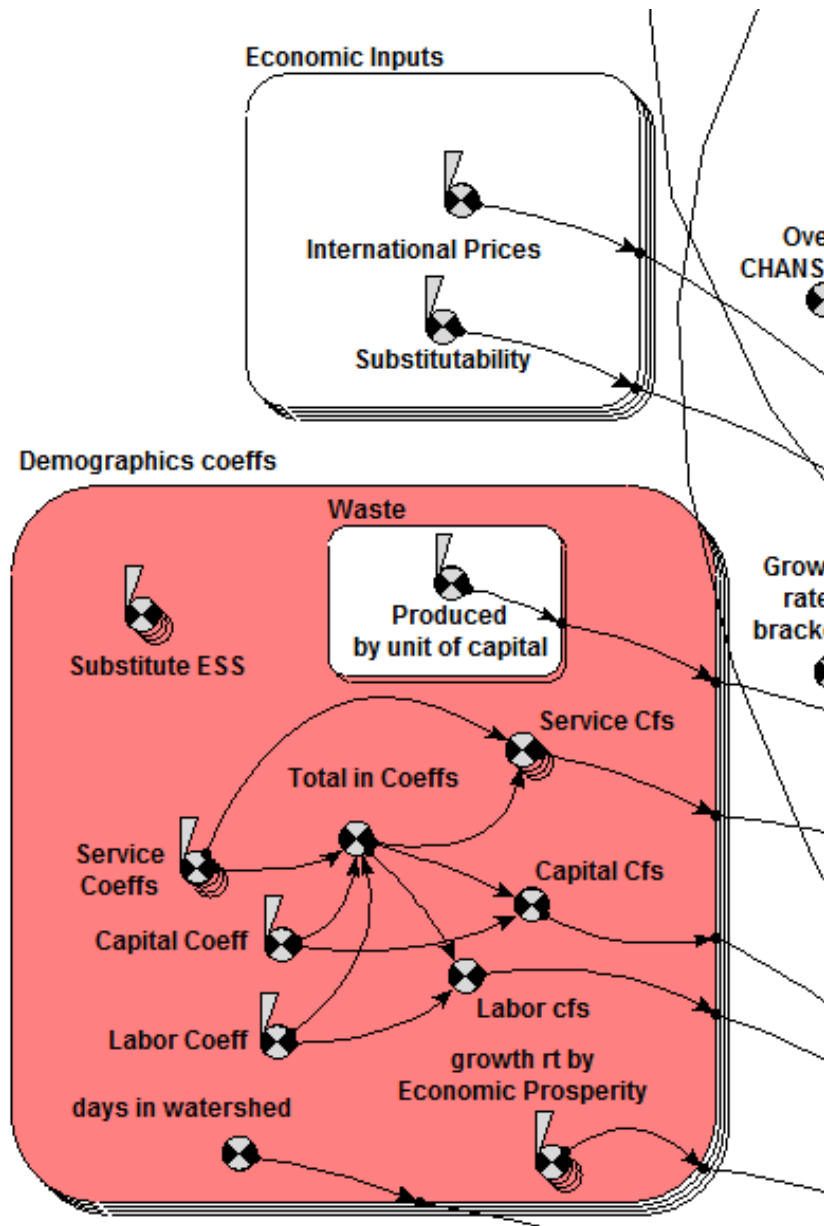 Economic Inputs
International Prices
Substitutability
Demographics coeffs
Waste
Produced
by unit of capital
Substitute ESS
Service Cfs
Total in Coeffs
Service
Coeffs
Capital Cfs
Capital Coeff
Labor cfs
Labor Coeff
growth rt by
Economic Prosperity
days in watershed
CHANS
rate